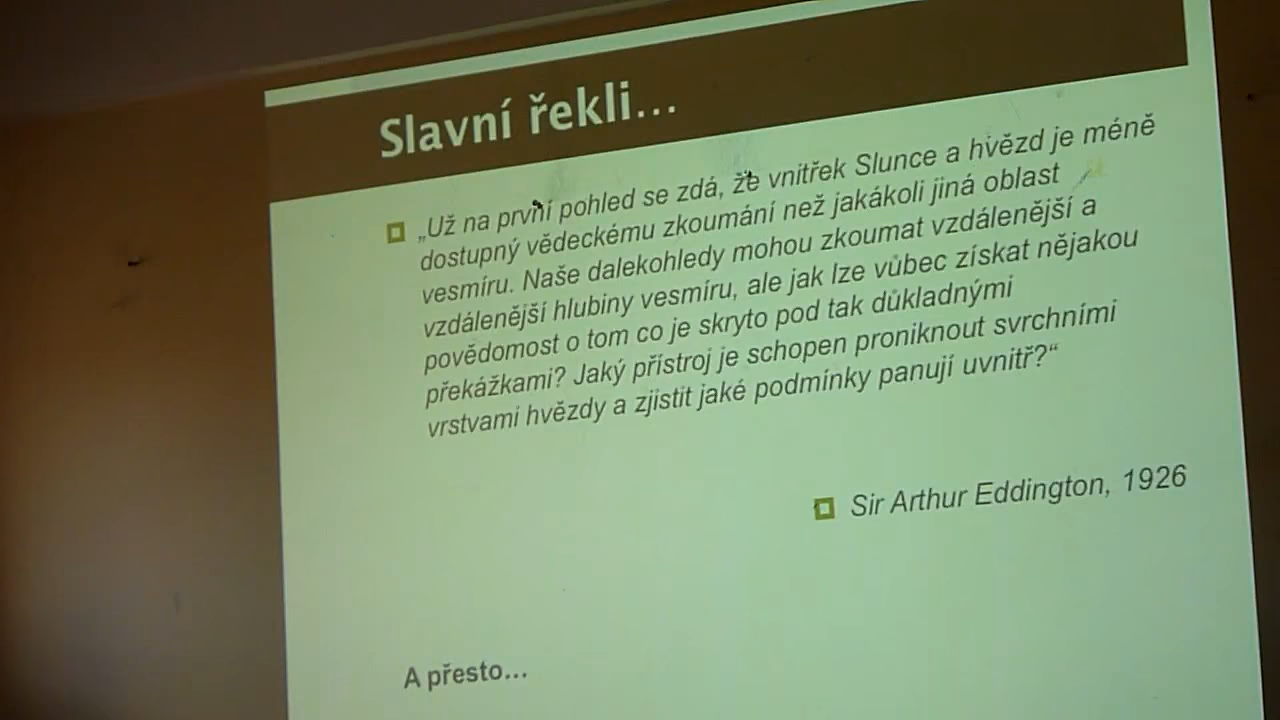 Slavní řekli...
„Už na první pohled se zdá, že vnitřek Slunce a hvězd je méně
dostupný vědeckému zkoumání než jakákoli jiná oblast
vesmíru. Naše dalekohledy mohou zkoumat vzdálenější a
vzdálenější hlubiny vesmíru, ale jak lze vůbec získat nějakou
povědomost o tom co je skryto pod tak důkladnými
překážkami? Jaký přístroj je schopen proniknout svrchními
vrstvami hvězdy a zjistit jaké podmínky panují uvnitř?“
Sir Arthur Eddington, 1926
A přesto...